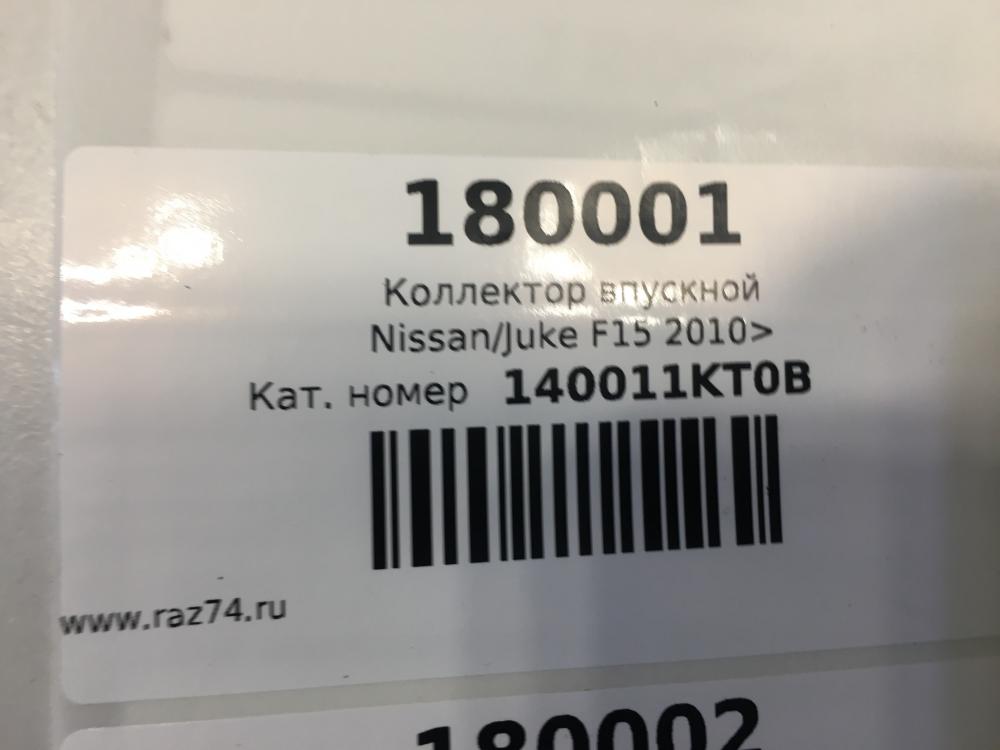 180001
Коллектор впускной
Nissan/Juke F15 2010>
Кат. номер 140011KT0B
www.raz74.ru
180002